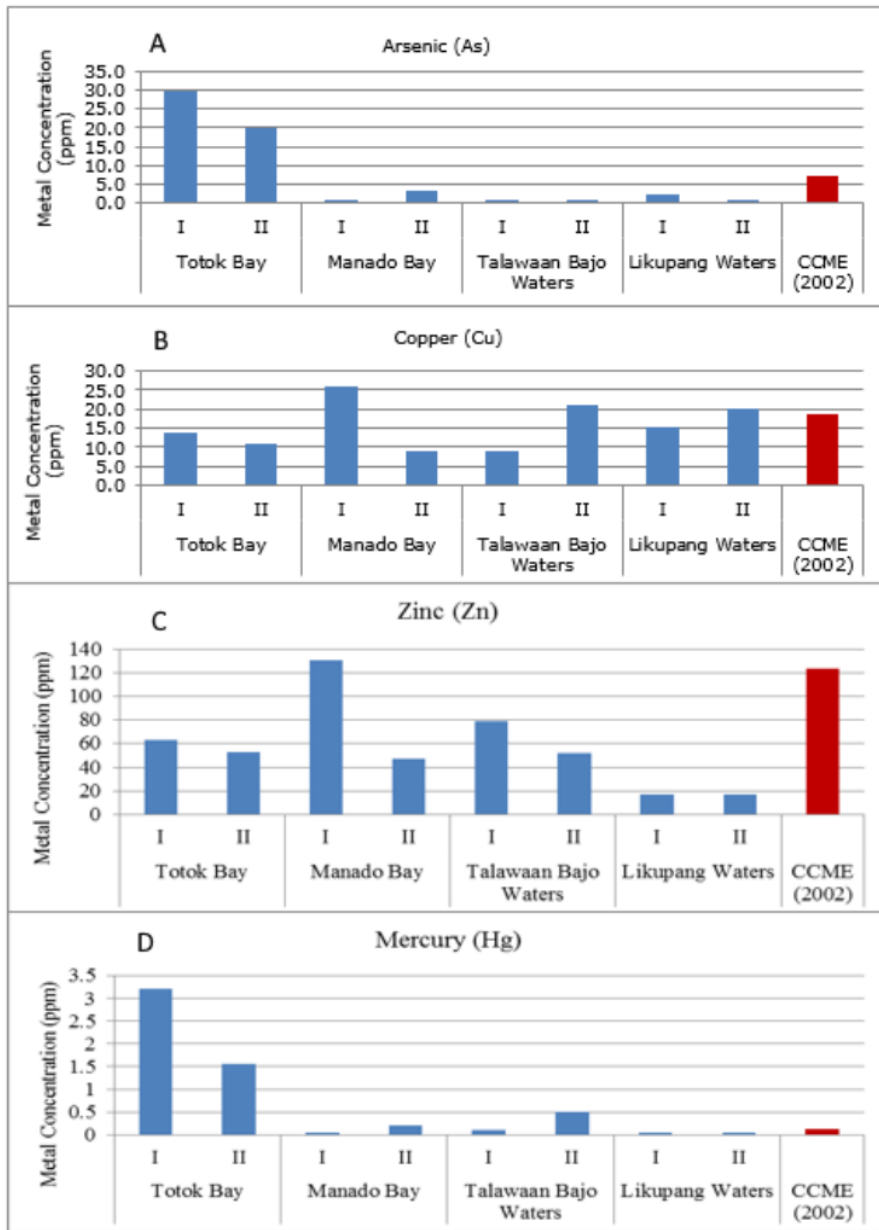 A
Arsenic (As)
Metal Concentration
(ppm)
35.0
30.0
25.0
20.0
15.0
10.0
5.0
0.0
I II I II I II I II
Totok Bay Manado Bay Talawaan Bajo Likupang Waters CCME
Waters (2002)
B
Copper (Cu)
Metal Concentration
(ppm)
30.0
25.0
20.0
15.0
10.0
5.0
0.0
I II I II I II I II
Totok Bay Manado Bay Talawaan Bajo Likupang Waters CCME
Waters (2002)
C
Zinc (Zn)
Metal Concentration (ppm)
140
120
100
80
60
40
20
0
I II I II I II I II
Totok Bay Manado Bay Talawaan Bajo Likupang Waters CCME
Waters (2002)
D
Mercury (Hg)
Metal Concentration (ppm)
3.5
3
2.5
2
1.5
1
0.5
0
I II I II I II I II
Totok Bay Manado Bay Talawaan Bajo Likupang Waters CCME
Waters (2002)